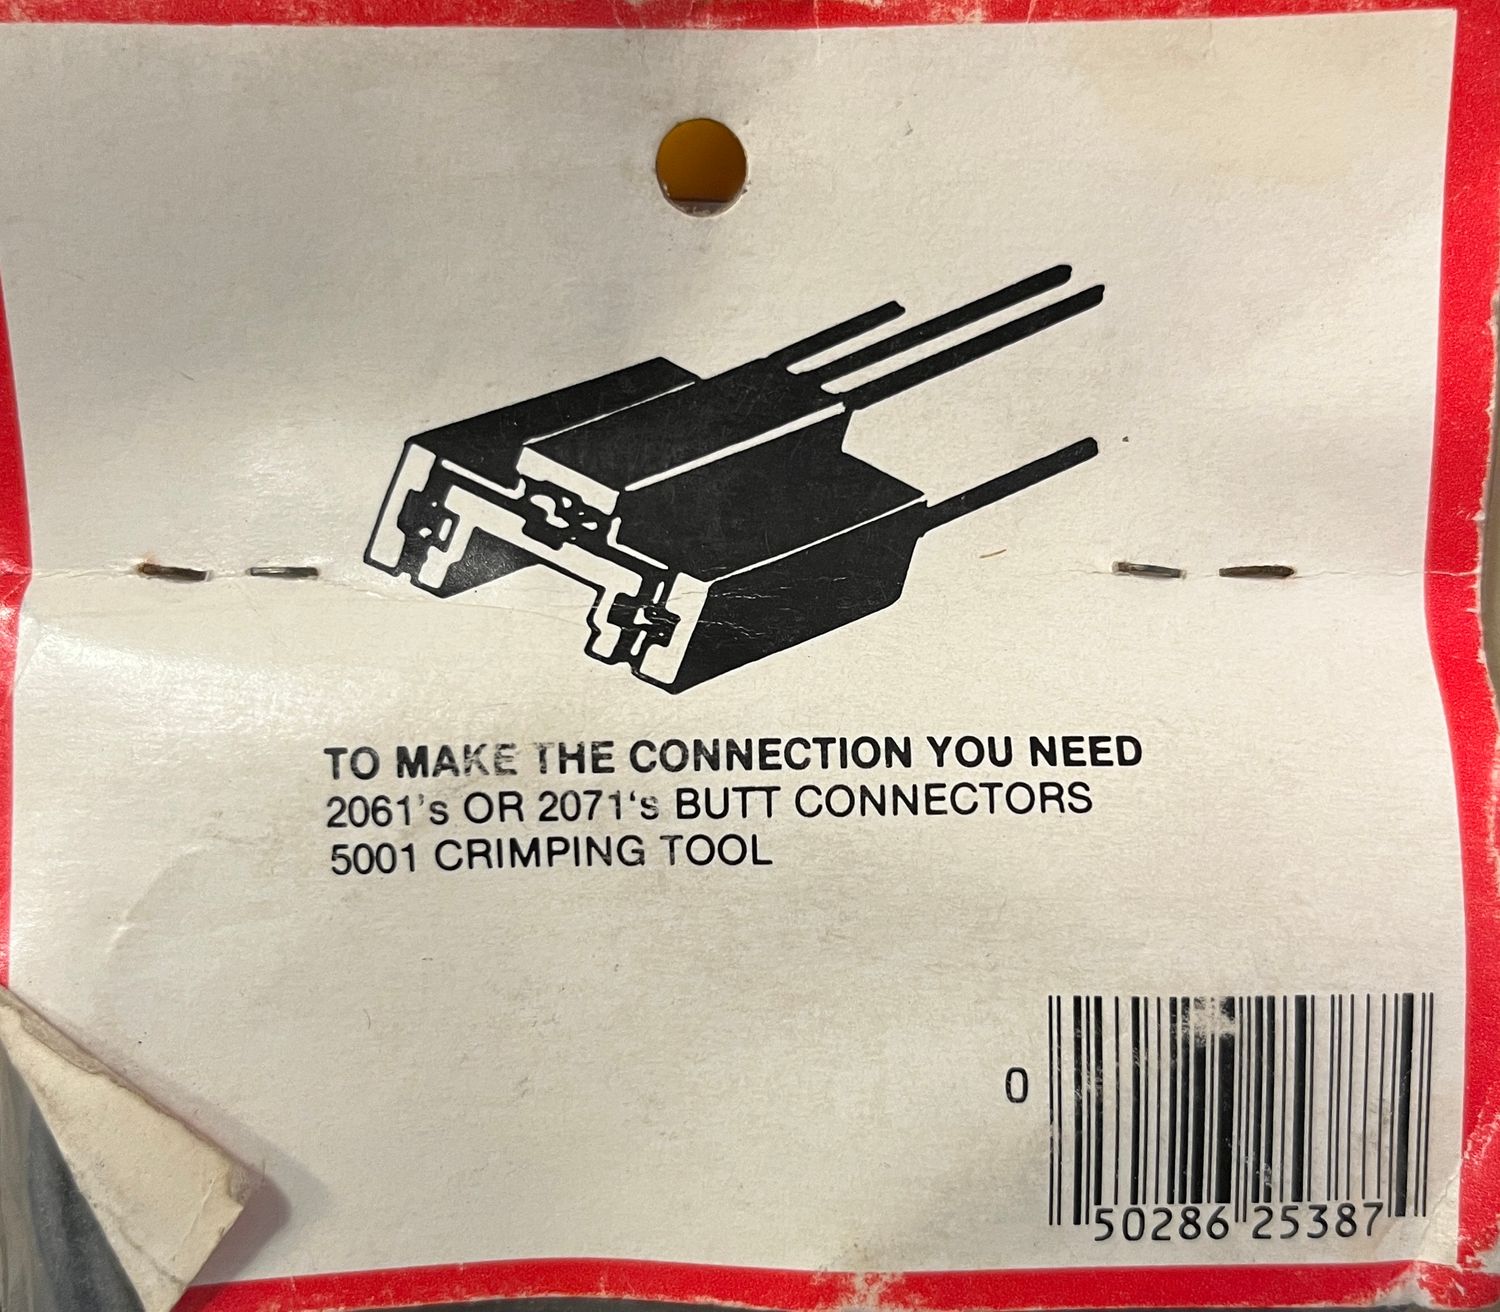 TO MAKE THE CONNECTION YOU NEED
2061's OR 2071's BUTT CONNECTORS
5001 CRIMPING TOOL
0
50286 25387